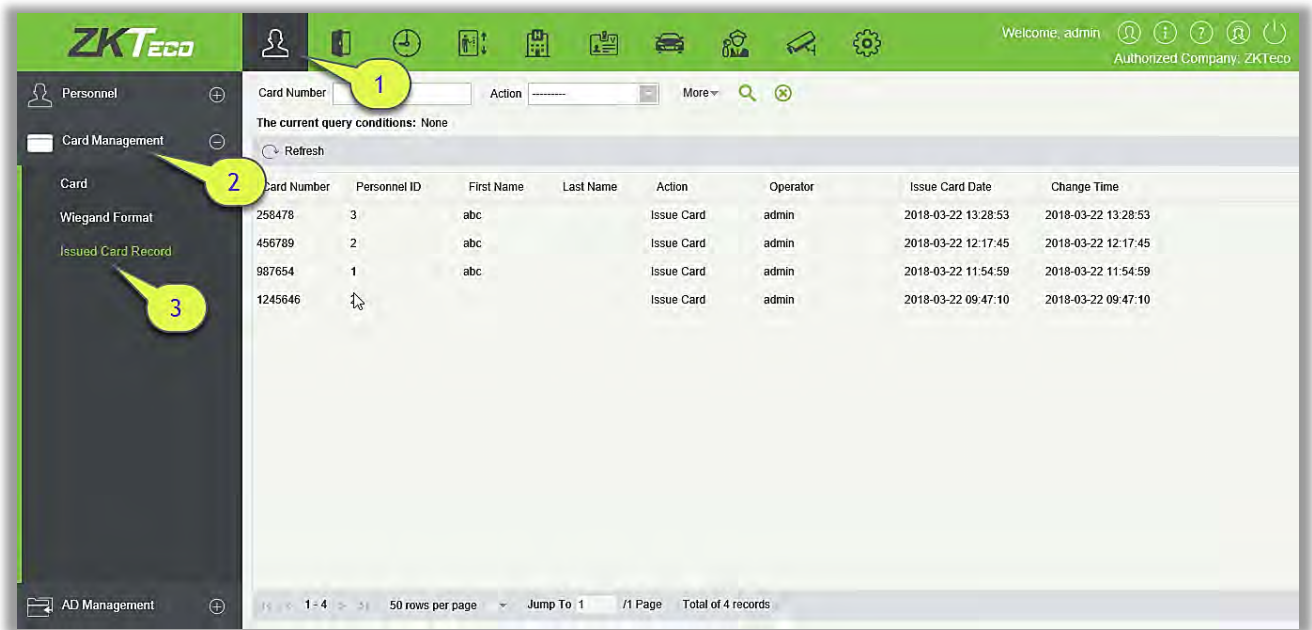 ZKTeco
Welcome, admin
Authorized Company: ZKTeco
1
Personnel
Card Management
2
Card
Wiegand Format
Issued Card Record
3
AD Management
Card Number Action --------- More
The current query conditions: None
Refresh
Card Number Personnel ID First Name Last Name Action Operator Issue Card Date Change Time
258478 3 abc Issue Card admin 2018-03-22 13:28:53 2018-03-22 13:28:53
456789 2 abc Issue Card admin 2018-03-22 12:17:45 2018-03-22 12:17:45
987654 1 abc Issue Card admin 2018-03-22 11:54:59 2018-03-22 11:54:59
1245646 Issue Card admin 2018-03-22 09:47:10 2018-03-22 09:47:10
1 - 4 50 rows per page Jump To 1 /1 Page Total of 4 records